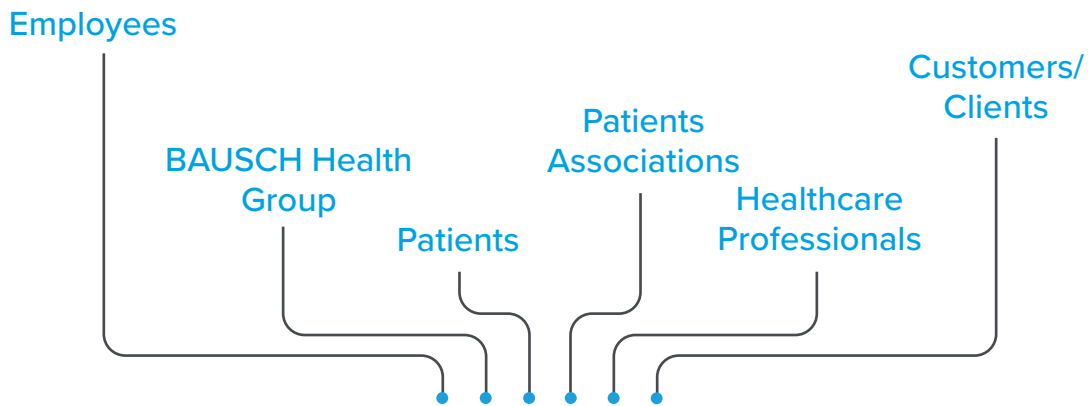 Employees
BAUSCH Health
Group
Patients
Patients
Associations
Healthcare
Professionals
Customers/
Clients